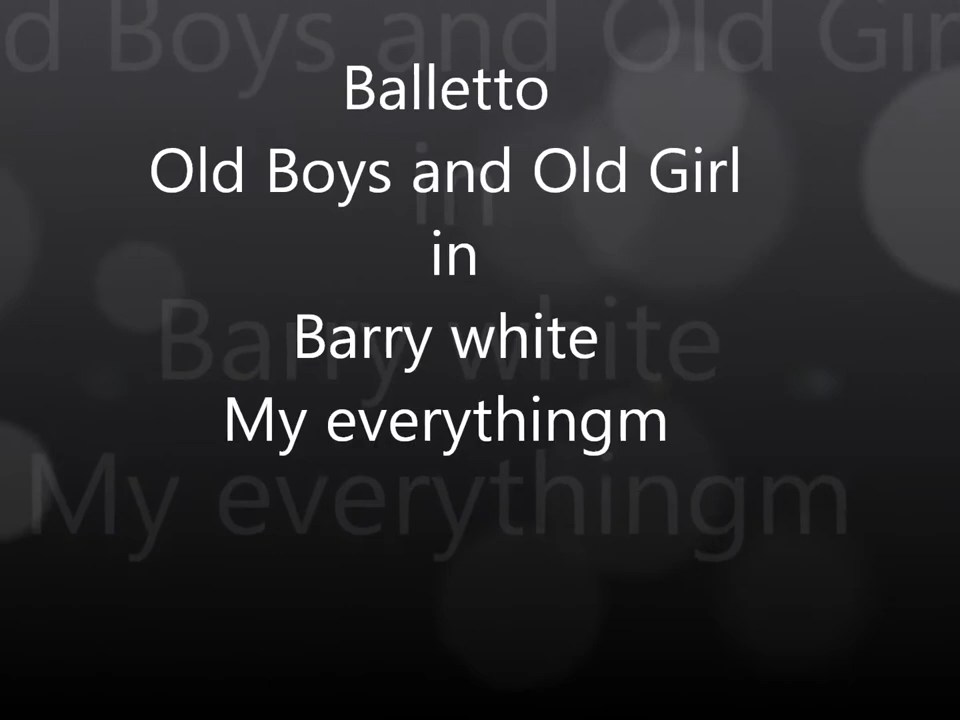 Balletto
Old Boys and Old Girl
in
Barry white
My everythingm